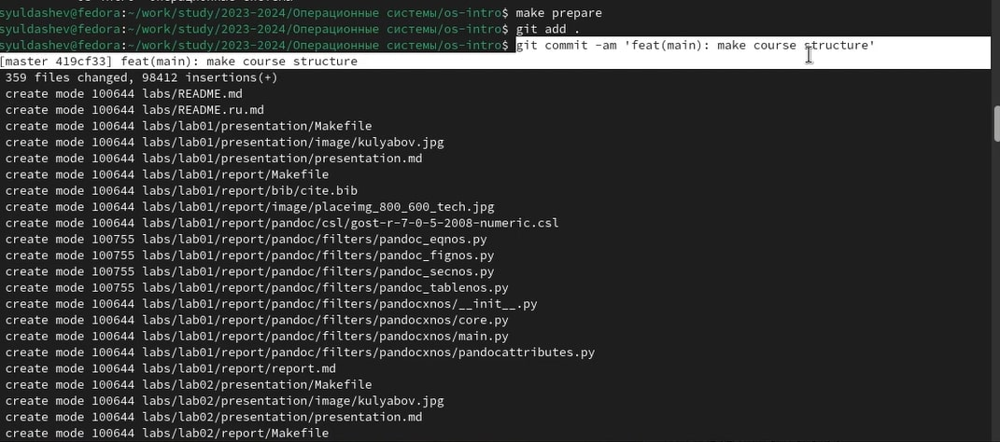 syuldashev@fedora:~/work/study/2023-2024/Операционные системы/os-intro$ make prepare
syuldashev@fedora:~/work/study/2023-2024/Операционные системы/os-intro$ git add .
syuldashev@fedora:~/work/study/2023-2024/Операционные системы/os-intro$ git commit -am 'feat(main): make course structure'
[master 419cf33] feat(main): make course structure
359 files changed, 98412 insertions(+)
create mode 100644 labs/README.md
create mode 100644 labs/README.ru.md
create mode 100644 labs/lab01/presentation/Makefile
create mode 100644 labs/lab01/presentation/image/kulyabov.jpg
create mode 100644 labs/lab01/presentation/presentation.md
create mode 100644 labs/lab01/report/Makefile
create mode 100644 labs/lab01/report/bib/cite.bib
create mode 100644 labs/lab01/report/image/placeimg_800_600_tech.jpg
create mode 100644 labs/lab01/report/pandoc/csl/gost-r-7-0-5-2008-numeric.csl
create mode 100755 labs/lab01/report/pandoc/filters/pandoc_eqnos.py
create mode 100755 labs/lab01/report/pandoc/filters/pandoc_fignos.py
create mode 100755 labs/lab01/report/pandoc/filters/pandoc_secnos.py
create mode 100755 labs/lab01/report/pandoc/filters/pandoc_tablenos.py
create mode 100644 labs/lab01/report/pandoc/filters/pandocxnos/__init__.py
create mode 100644 labs/lab01/report/pandoc/filters/pandocxnos/core.py
create mode 100644 labs/lab01/report/pandoc/filters/pandocxnos/main.py
create mode 100644 labs/lab01/report/pandoc/filters/pandocxnos/pandocattributes.py
create mode 100644 labs/lab01/report/report.md
create mode 100644 labs/lab02/presentation/Makefile
create mode 100644 labs/lab02/presentation/image/kulyabov.jpg
create mode 100644 labs/lab02/presentation/presentation.md
create mode 100644 labs/lab02/report/Makefile